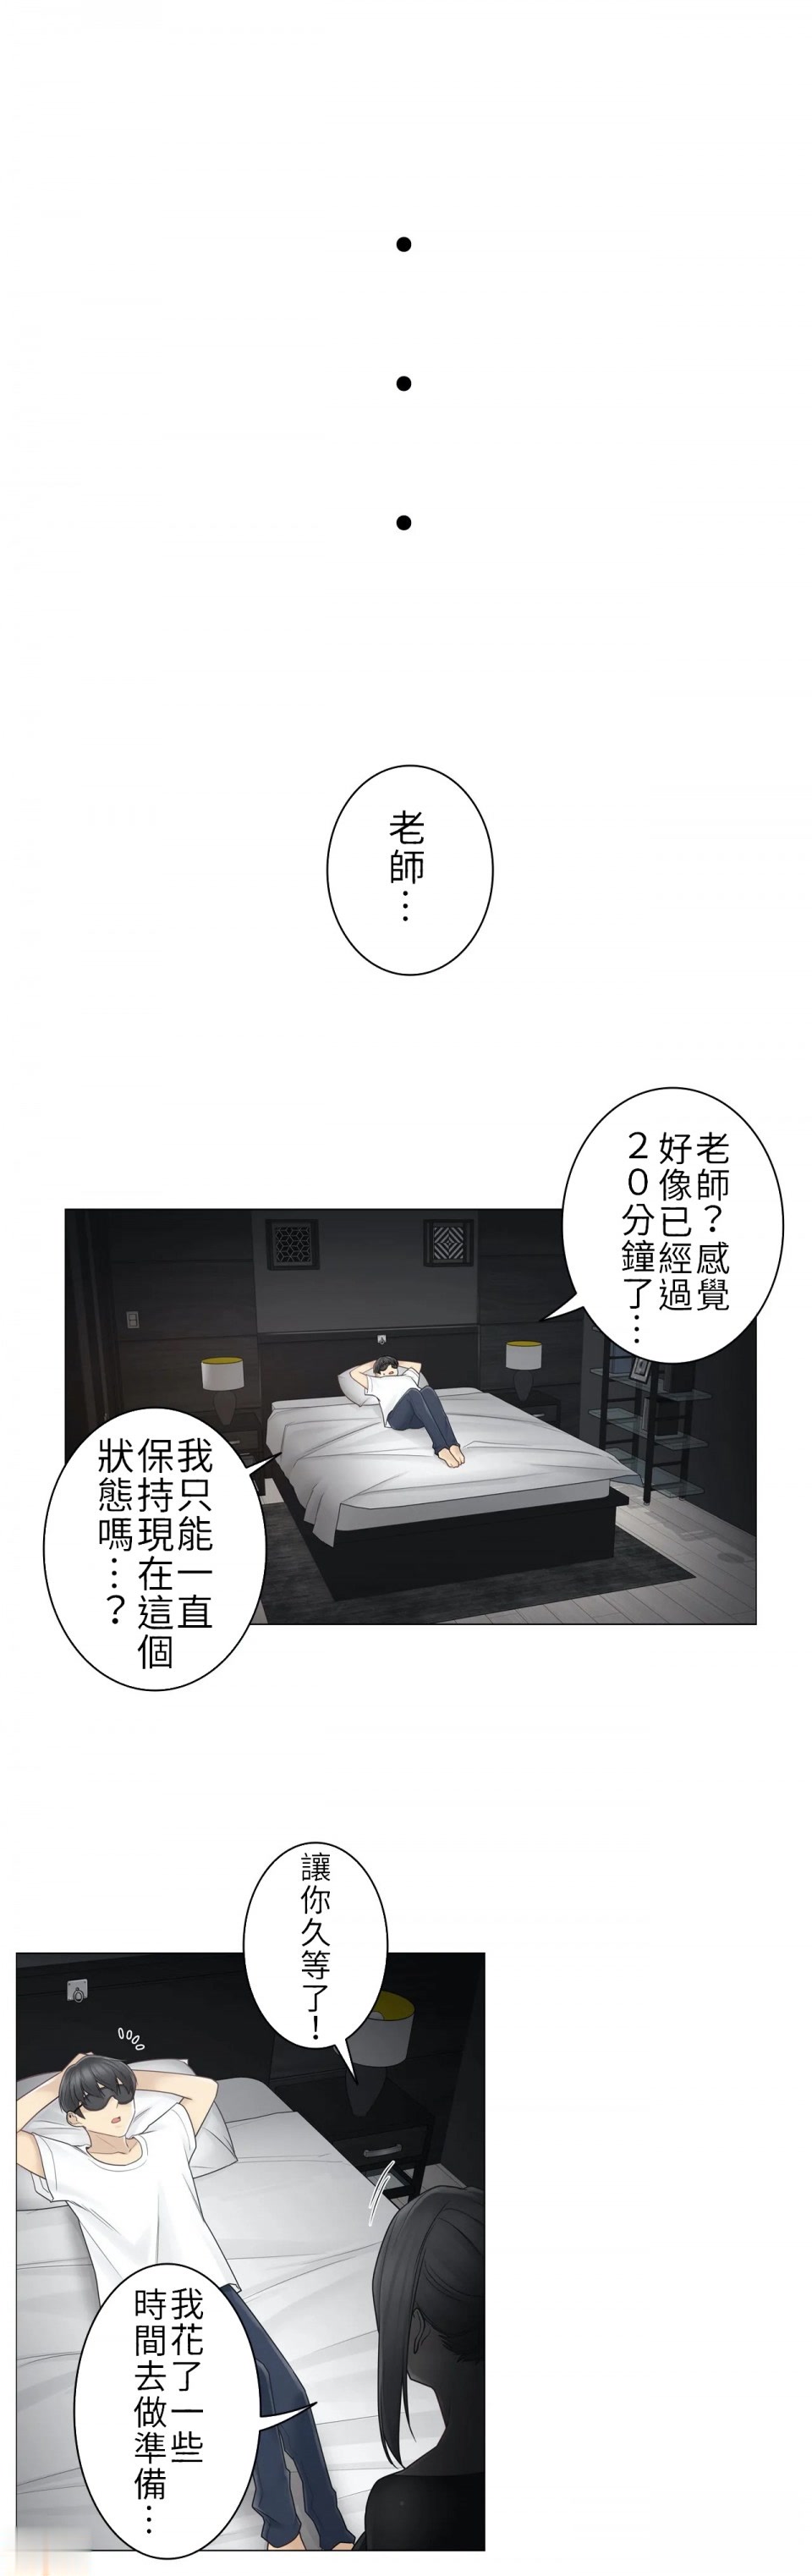 老師…
老師？感覺
好像已經過
２０分鐘了…
我只能一直
保持現在這個
狀態嗎…？
讓你久等了！
我花了一些
時間去做準備…